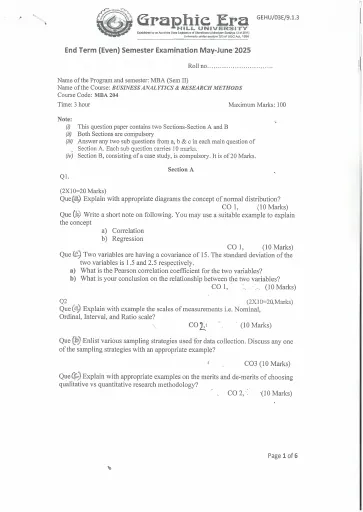 GEHU/03E/9.1.3
Graphic Era
HILL UNIVERSITY
End Term (Even) Semester Examination May-June 2025
Roll no..............................
Name of the Program and semester: MBA (Sem II)
Name of the Course: BUSINESS ANALYTICS & RESEARCH METHODS
Course Code: MBA 204
Time: 3 hour Maximum Marks: 100
Note:
(i) This question paper contains two Sections-Section A and B
(ii) Both Sections are compulsory
(iii) Answer any two sub questions from a, b & c in each main question of
Section A. Each sub question carries 10 marks.
(iv) Section B, consisting of a case study, is compulsory. It is of 20 Marks.
Section A
Q1.
(2X10=20 Marks)
Que (a) Explain with appropriate diagrams the concept of normal distribution?
CO 1, (10 Marks)
Que (b) Write a short note on following. You may use a suitable example to explain
the concept
a) Correlation
b) Regression
CO 1, (10 Marks)
Que (c) Two variables are having a covariance of 15. The standard deviation of the
two variables is 1.5 and 2.5 respectively.
a) What is the Pearson correlation coefficient for the two variables?
b) What is your conclusion on the relationship between the two variables?
CO 1, (10 Marks)
Q2 (2X10=20 Marks)
Que (a) Explain with example the scales of measurements i.e. Nominal,
Ordinal, Interval, and Ratio scale?
CO 2, (10 Marks)
Que (b) Enlist various sampling strategies used for data collection. Discuss any one
of the sampling strategies with an appropriate example?
CO3 (10 Marks)
Que (c) Explain with appropriate examples on the merits and de-merits of choosing
qualitative vs quantitative research methodology?
CO 2, (10 Marks)
Page 1 of 6